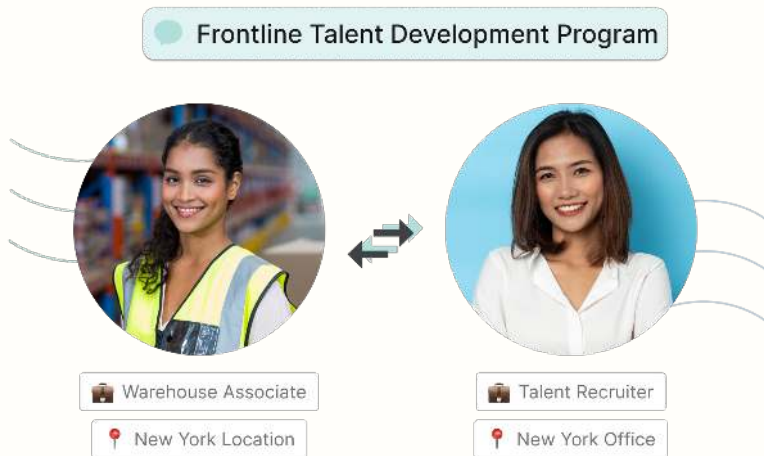 Frontline Talent Development Program
Warehouse Associate
Talent Recruiter
New York Location
New York Office